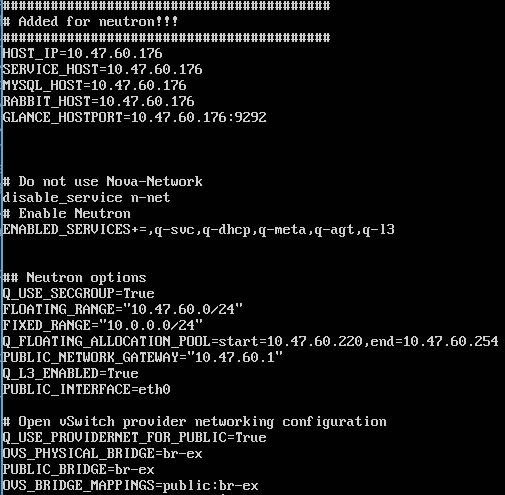 #########################################
# Added for neutron!!!
#########################################
HOST_IP=10.47.60.176
SERVICE_HOST=10.47.60.176
MYSQL_HOST=10.47.60.176
RABBIT_HOST=10.47.60.176
GLANCE_HOSTPORT=10.47.60.176:9292
# Do not use Nova-Network
disable_service n-net
# Enable Neutron
ENABLED_SERVICES+=,q-svc,q-dhcp,q-meta,q-agt,q-l3
## Neutron options
Q_USE_SECGROUP=True
FLOATING_RANGE="10.47.60.0/24"
FIXED_RANGE="10.0.0.0/24"
Q_FLOATING_ALLOCATION_POOL=start=10.47.60.220,end=10.47.60.254
PUBLIC_NETWORK_GATEWAY="10.47.60.1"
Q_L3_ENABLED=True
PUBLIC_INTERFACE=eth0
# Open vSwitch provider networking configuration
Q_USE_PROVIDERNET_FOR_PUBLIC=True
OVS_PHYSICAL_BRIDGE=br-ex
PUBLIC_BRIDGE=br-ex
OVS_BRIDGE_MAPPINGS=public:br-ex